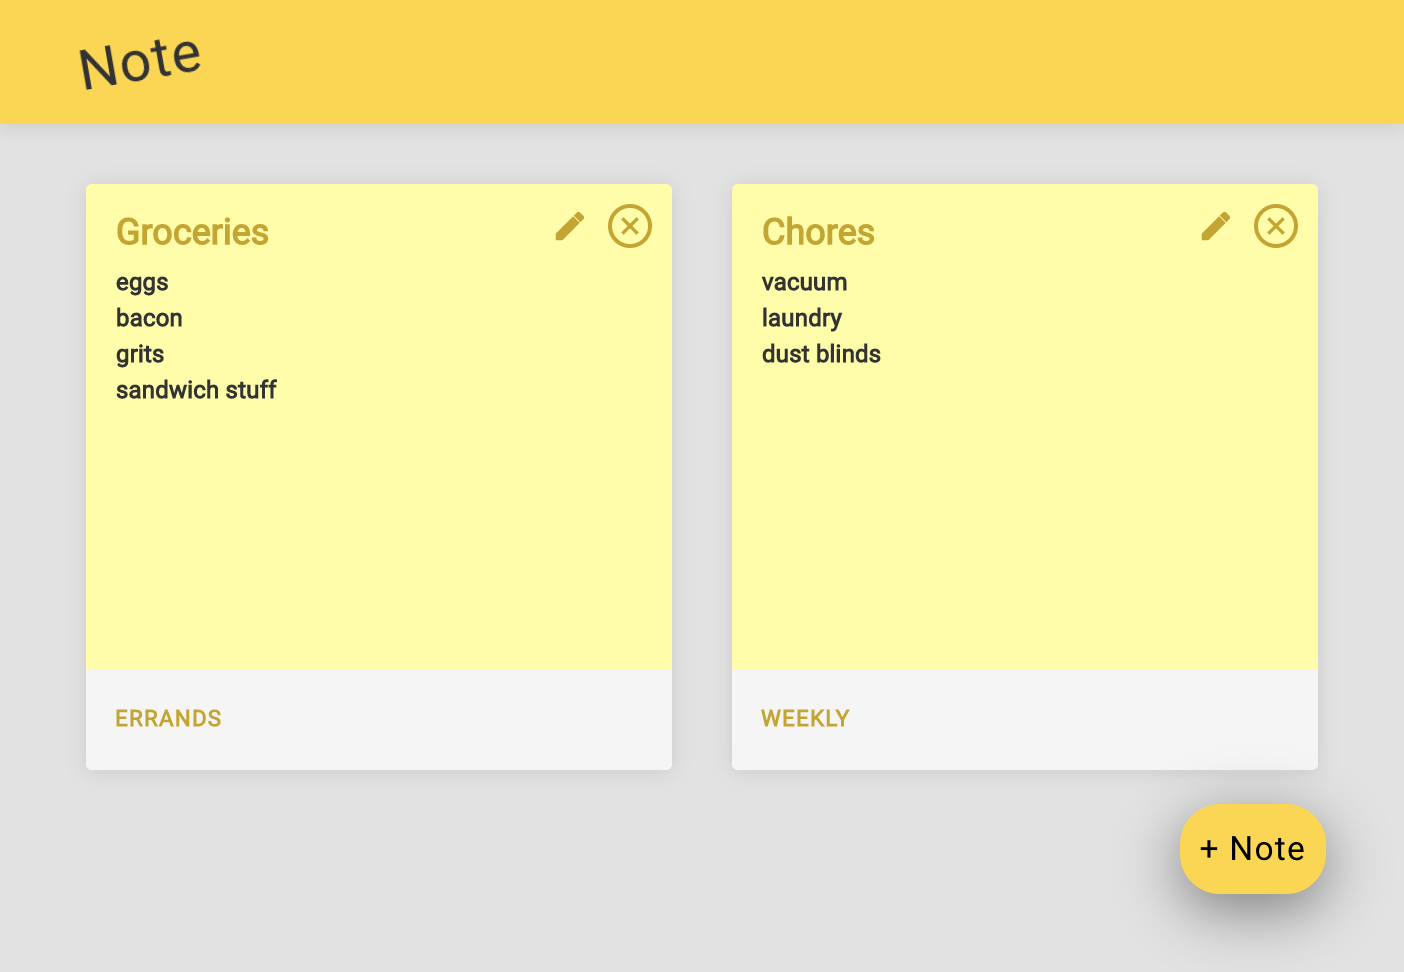 Note
Groceries
eggs
bacon
grits
sandwich stuff
ERRANDS
Chores
vacuum
laundry
dust blinds
WEEKLY
+ Note